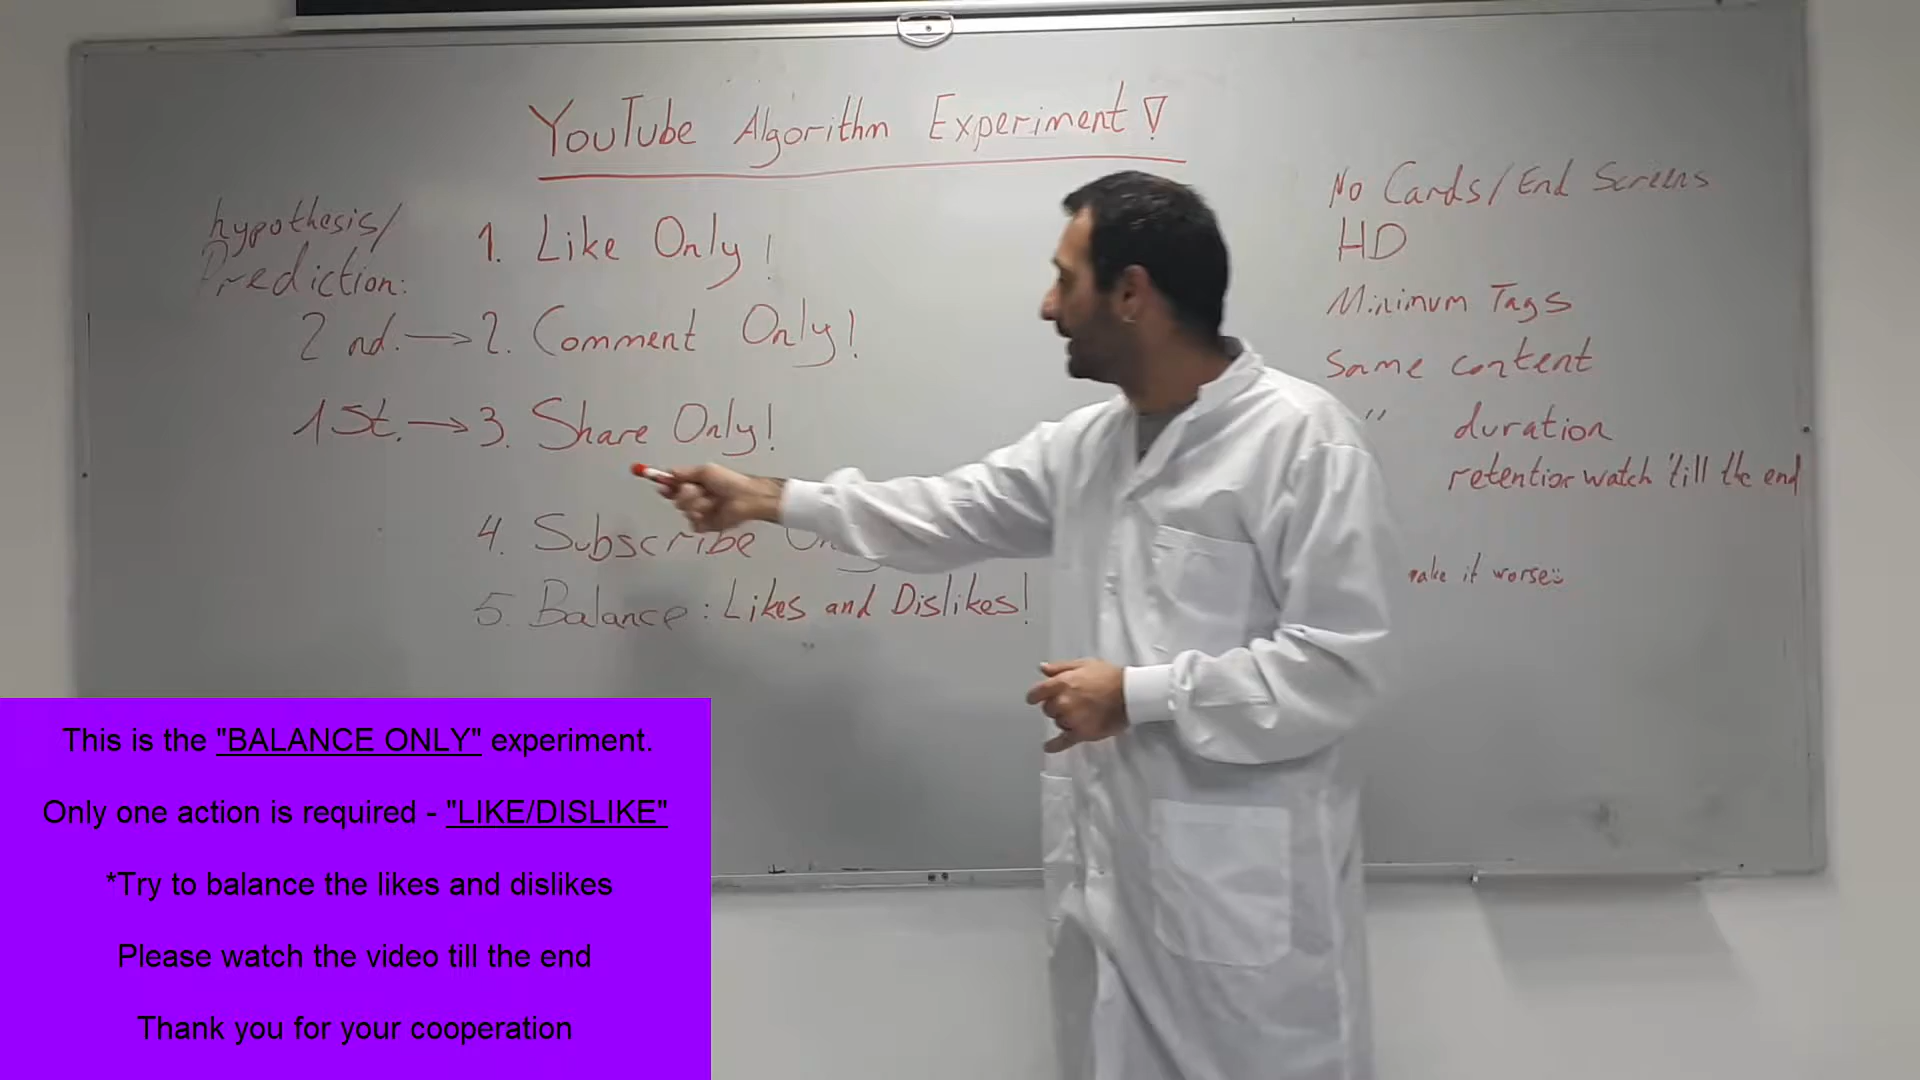 YouTube Algorithm Experiment!
hypothesis/
Prediction:
1. Like Only!
2nd. → 2. Comment Only!
1st. → 3. Share Only!
4. Subscribe
5. Balance: Likes and Dislikes!
No Cards/End Screens
HD
Minimum Tags
Same content
" duration
retention watch 'till the end
it worse
This is the "BALANCE ONLY" experiment.
Only one action is required - "LIKE/DISLIKE"
*Try to balance the likes and dislikes
Please watch the video till the end
Thank you for your cooperation